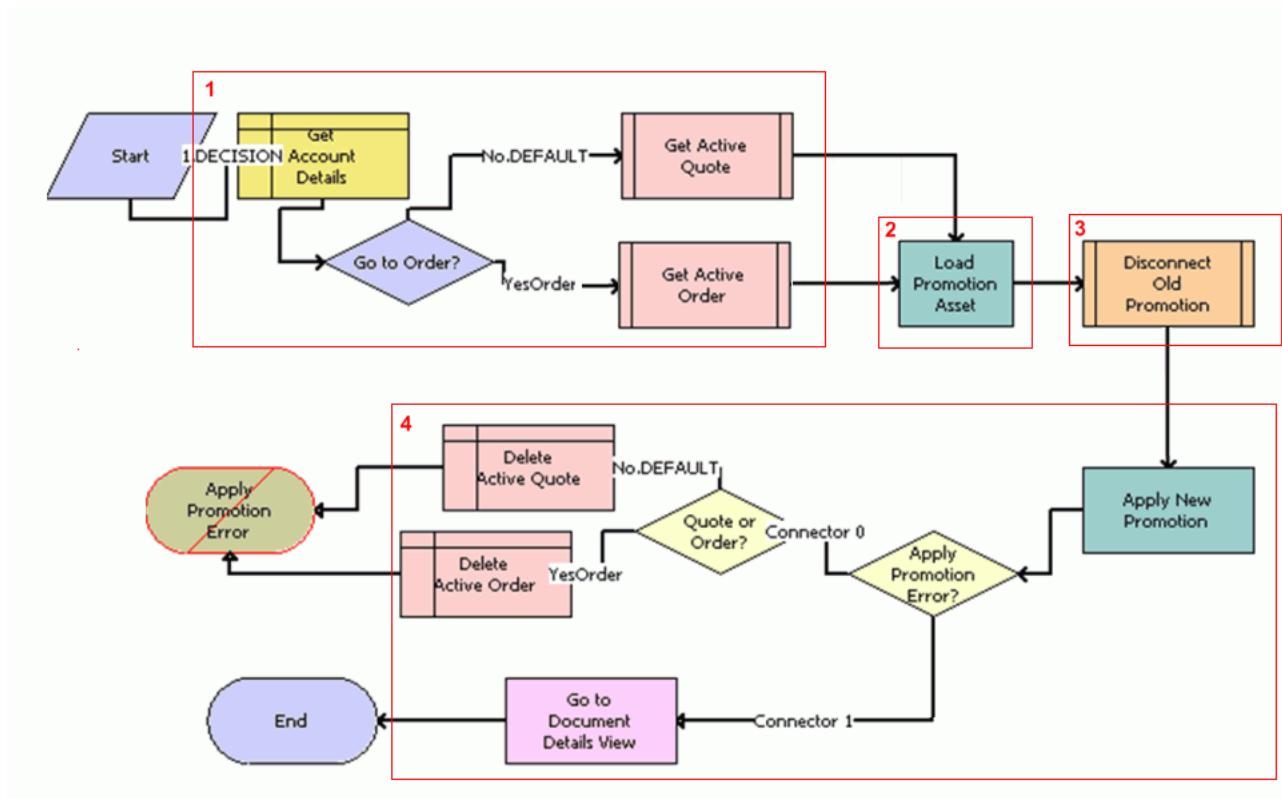 1
Start
1.DECISION
Get
Account
Details
No.DEFAULT
Get Active
Quote
Go to Order?
YesOrder
Get Active
Order
2
Load
Promotion
Asset
3
Disconnect
Old
Promotion
4
Delete
Active Quote
No.DEFAULT
Apply
Promotion
Error
Quote or
Order?
Connector 0
Apply New
Promotion
Delete
Active Order
YesOrder
Apply
Promotion
Error?
End
Go to
Document
Details View
Connector 1